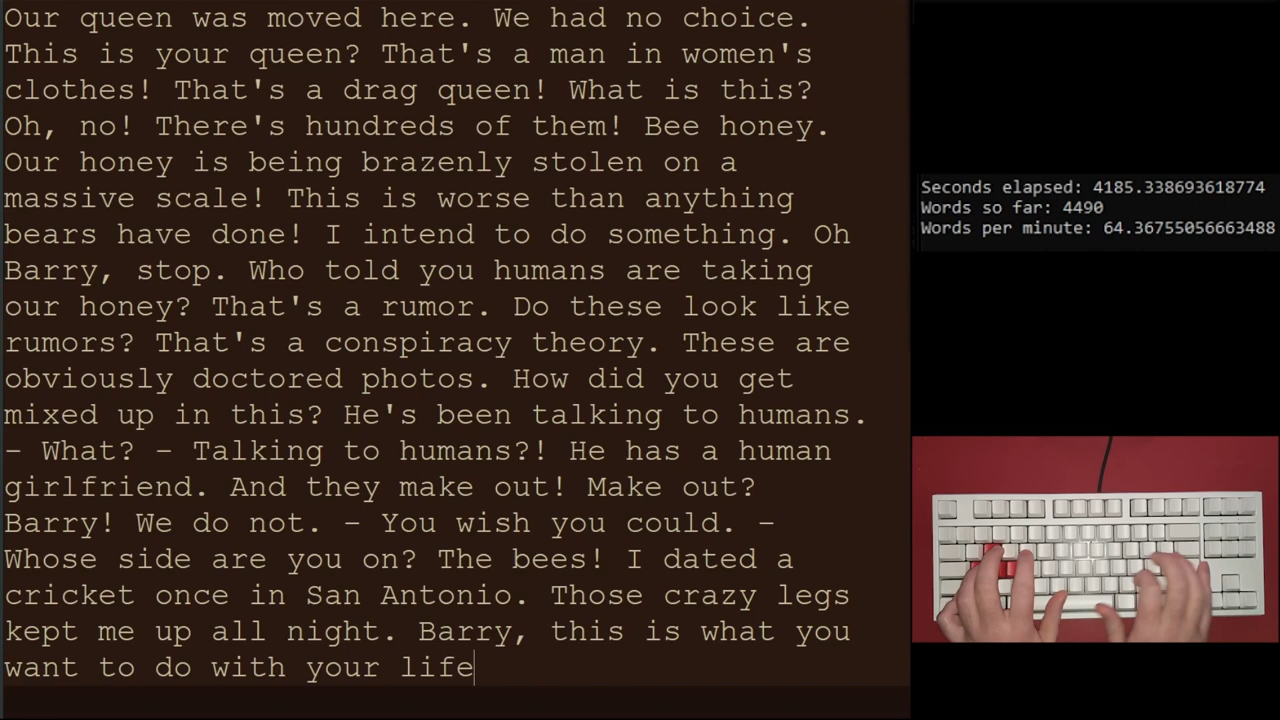 Our queen was moved here. We had no choice.
This is your queen? That's a man in women's
clothes! That's a drag queen! What is this?
Oh, no! There's hundreds of them! Bee honey.
Our honey is being brazenly stolen on a
massive scale! This is worse than anything
bears have done! I intend to do something. Oh
Barry, stop. Who told you humans are taking
our honey? That's a rumor. Do these look like
rumors? That's a conspiracy theory. These are
obviously doctored photos. How did you get
mixed up in this? He's been talking to humans.
- What? - Talking to humans?! He has a human
girlfriend. And they make out! Make out?
Barry! We do not. - You wish you could. -
Whose side are you on? The bees! I dated a
cricket once in San Antonio. Those crazy legs
kept me up all night. Barry, this is what you
want to do with your life
Seconds elapsed: 4185.338693618774
Words so far: 4490
Words per minute: 64.36755056663488